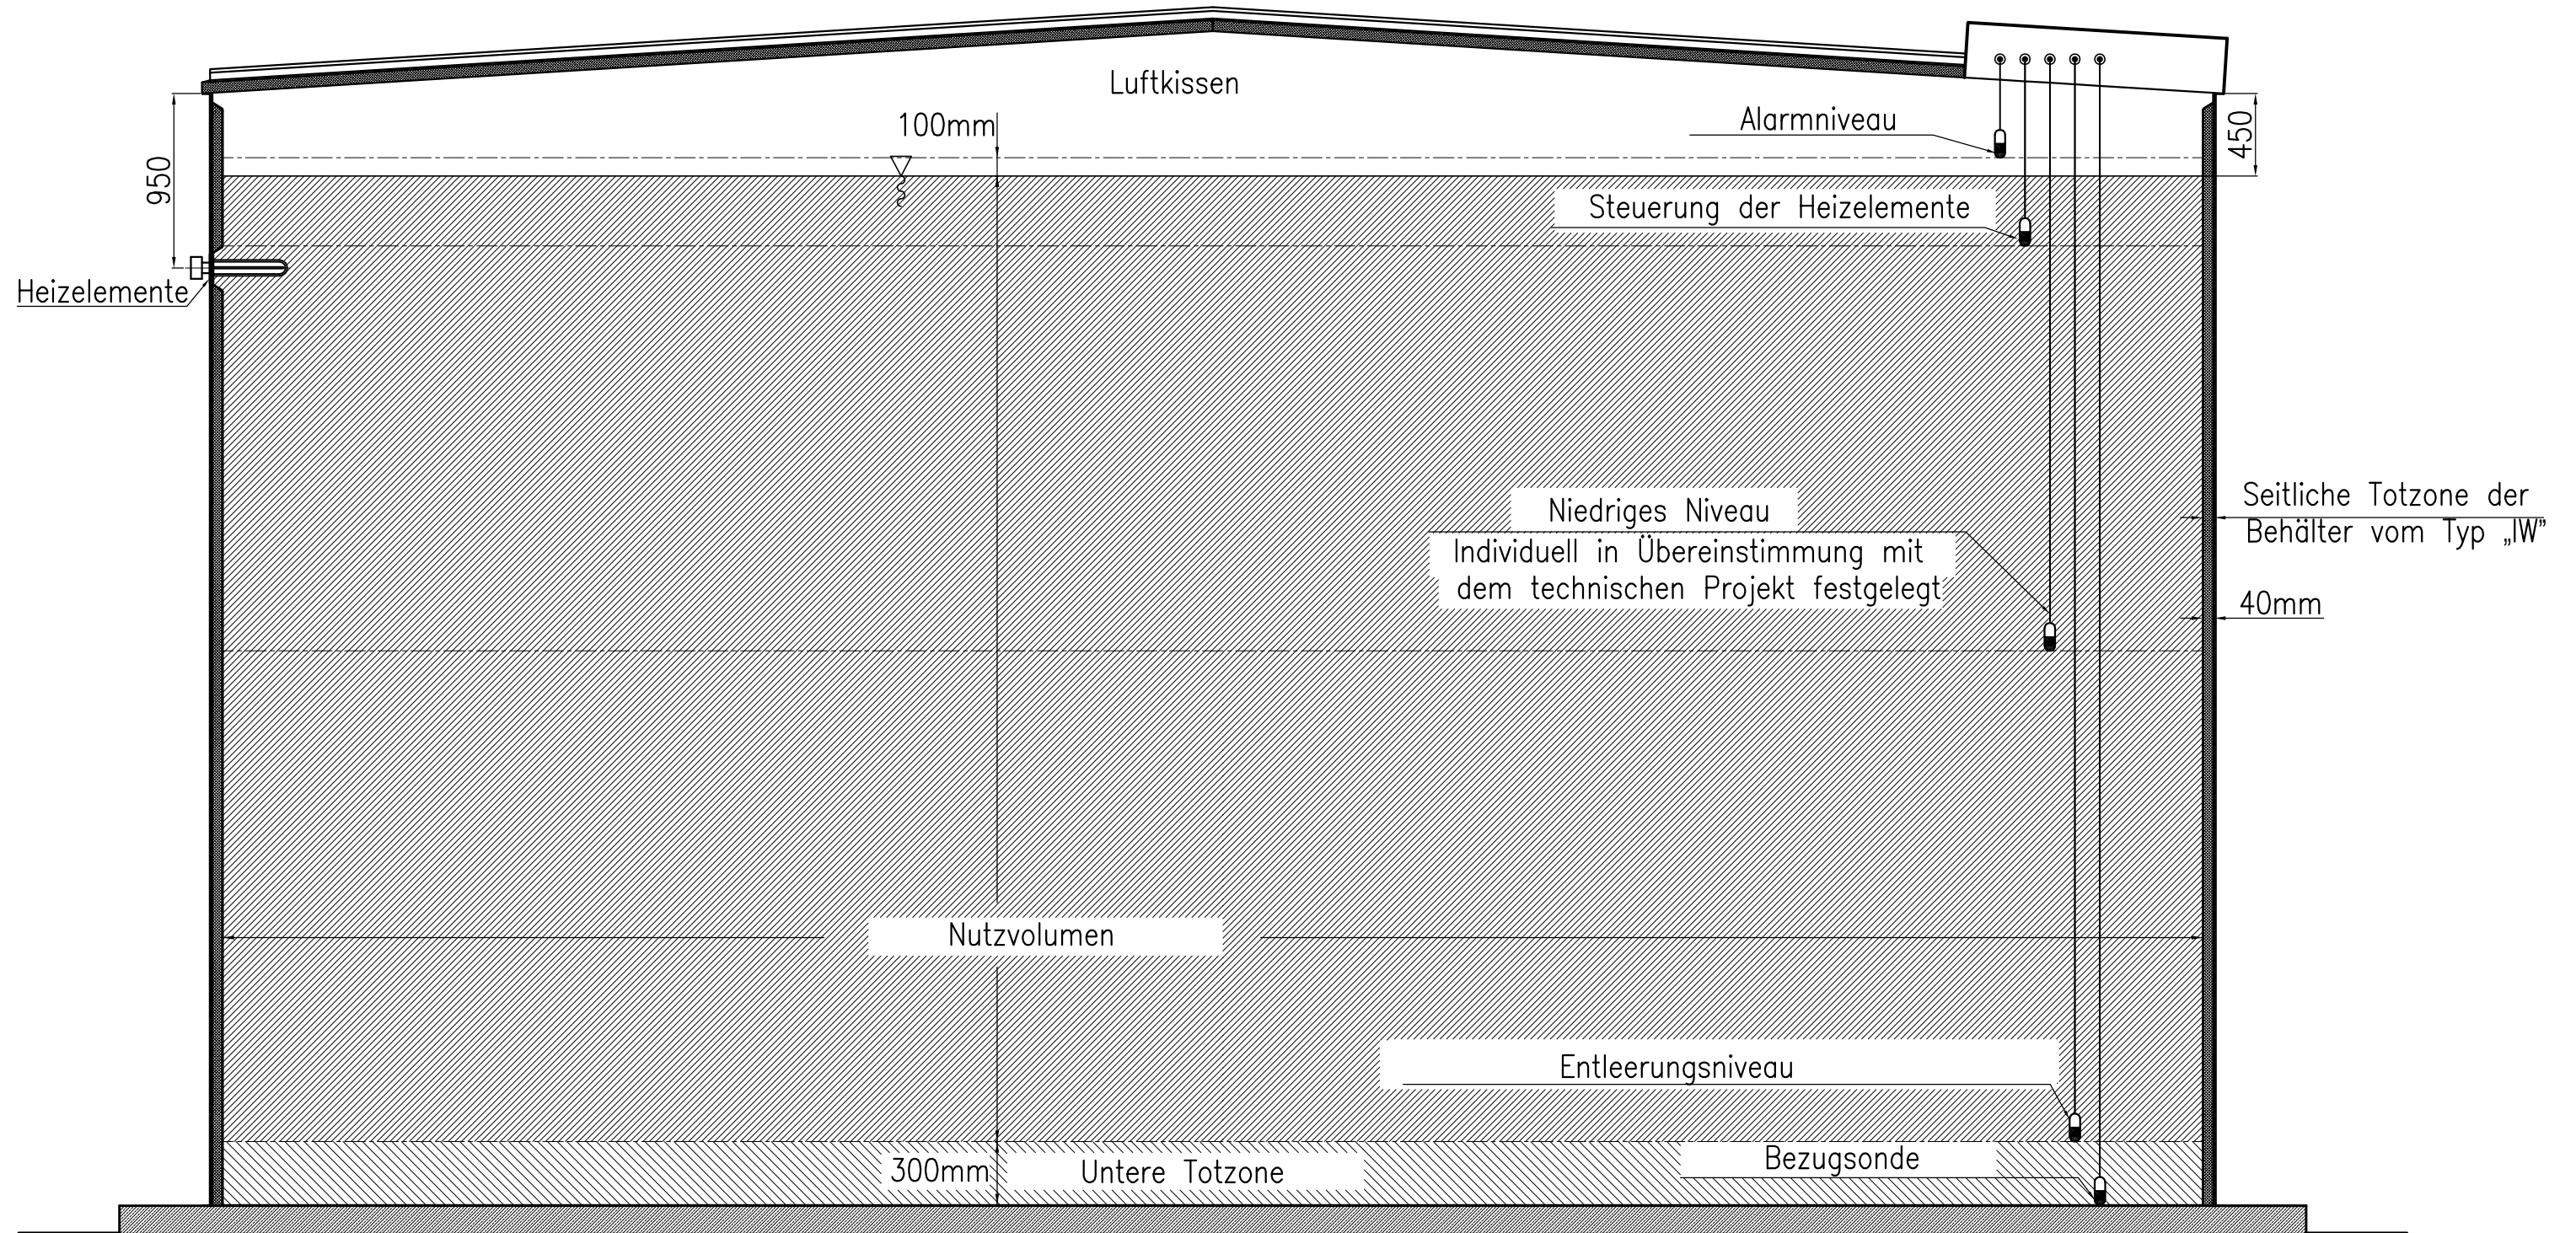 Luftkissen
100mm
Alarmniveau
450
950
Steuerung der Heizelemente
Heizelemente
Niedriges Niveau
Individuell in Übereinstimmung mit
dem technischen Projekt festgelegt
Seitliche Totzone der
Behälter vom Typ „IW"
40mm
Nutzvolumen
Entleerungsniveau
Bezugsonde
300mm
Untere Totzone